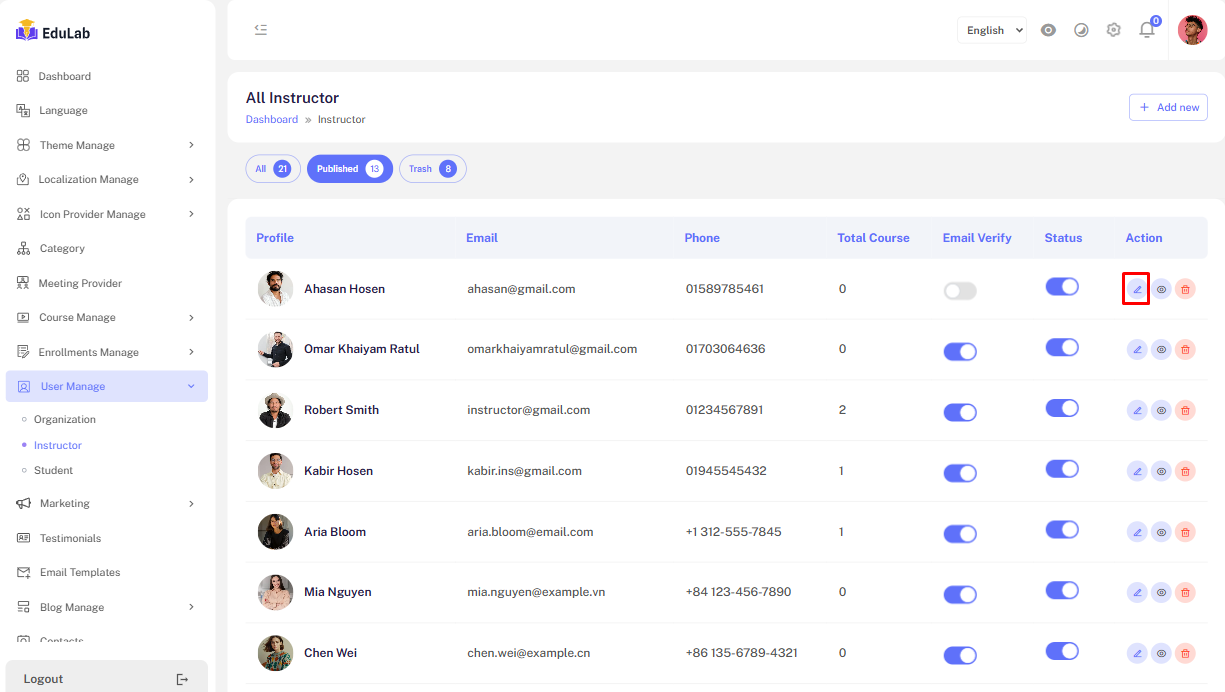 EduLab
English
0
Dashboard
Language
Theme Manage
Localization Manage
Icon Provider Manage
Category
Meeting Provider
Course Manage
Enrollments Manage
User Manage
Organization
Instructor
Student
Marketing
Testimonials
Email Templates
Blog Manage
Contacts
Logout
All Instructor
Dashboard » Instructor
+ Add new
All 21 Published 13 Trash 8
Profile Email Phone Total Course Email Verify Status Action
Ahasan Hosen ahasan@gmail.com 01589785461 0
Omar Khaiyam Ratul omarkhaiyamratul@gmail.com 01703064636 0
Robert Smith instructor@gmail.com 01234567891 2
Kabir Hosen kabir.ins@gmail.com 01945545432 1
Aria Bloom aria.bloom@email.com +1 312-555-7845 1
Mia Nguyen mia.nguyen@example.vn +84 123-456-7890 0
Chen Wei chen.wei@example.cn +86 135-6789-4321 0